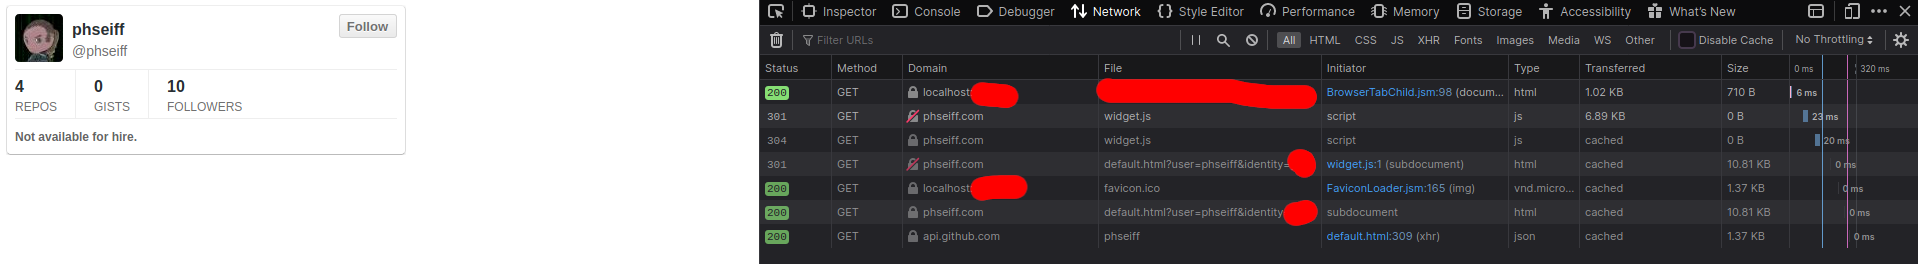 phseiff
@phseiff
Follow
4 0 10
REPOS GISTS FOLLOWERS
Not available for hire.
Inspector Console Debugger Network Style Editor Performance Memory Storage Accessibility What's New
Filter URLs All HTML CSS JS XHR Fonts Images Media WS Other Disable Cache No Throttling
Status Method Domain File Initiator Type Transferred Size 0 ms 320 ms
200 GET localhost: BrowserTabChild.jsm:98 (docum... html 1.02 KB 710 B 6 ms
301 GET phseiff.com widget.js script js 6.89 KB 0 B 23 ms
304 GET phseiff.com widget.js script js cached 0 B 20 ms
301 GET phseiff.com default.html?user=phseiff&identity= widget.js:1 (subdocument) html cached 10.81 KB 0 ms
200 GET localhost: favicon.ico FaviconLoader.jsm:165 (img) vnd.micro... cached 1.37 KB 0 ms
200 GET phseiff.com default.html?user=phseiff&identity subdocument html cached 10.81 KB 0 ms
200 GET api.github.com phseiff default.html:309 (xhr) json cached 1.37 KB 0 ms